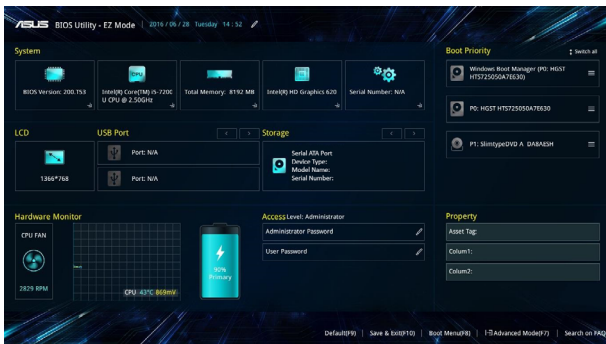 ASUS BIOS Utility - EZ Mode 2016/06/28 Tuesday 14:52
System
BIOS Version: 200.153
Intel(R) Core(TM) i5-7200
U CPU @ 2.50GHz
Total Memory: 8192 MB
Intel(R) HD Graphics 620
Serial Number: N/A
Boot Priority
Switch all
Windows Boot Manager (P0: HGST
HTS725050A7E630)
P0: HGST HTS725050A7E630
P1: SlimtypeDVD A DA8AESH
LCD
1366*768
USB Port
Port: N/A
Port: N/A
Storage
Serial ATA Port
Device Type:
Model Name:
Serial Number:
Hardware Monitor
CPU FAN
2829 RPM
CPU 43°C 869mV
90%
Primary
Access Level: Administrator
Administrator Password
User Password
Property
Asset Tag:
Colum1:
Colum2:
Default(F9) | Save & Exit(F10) | Boot Menu(F8) | Advanced Mode(F7) | Search on FAQ